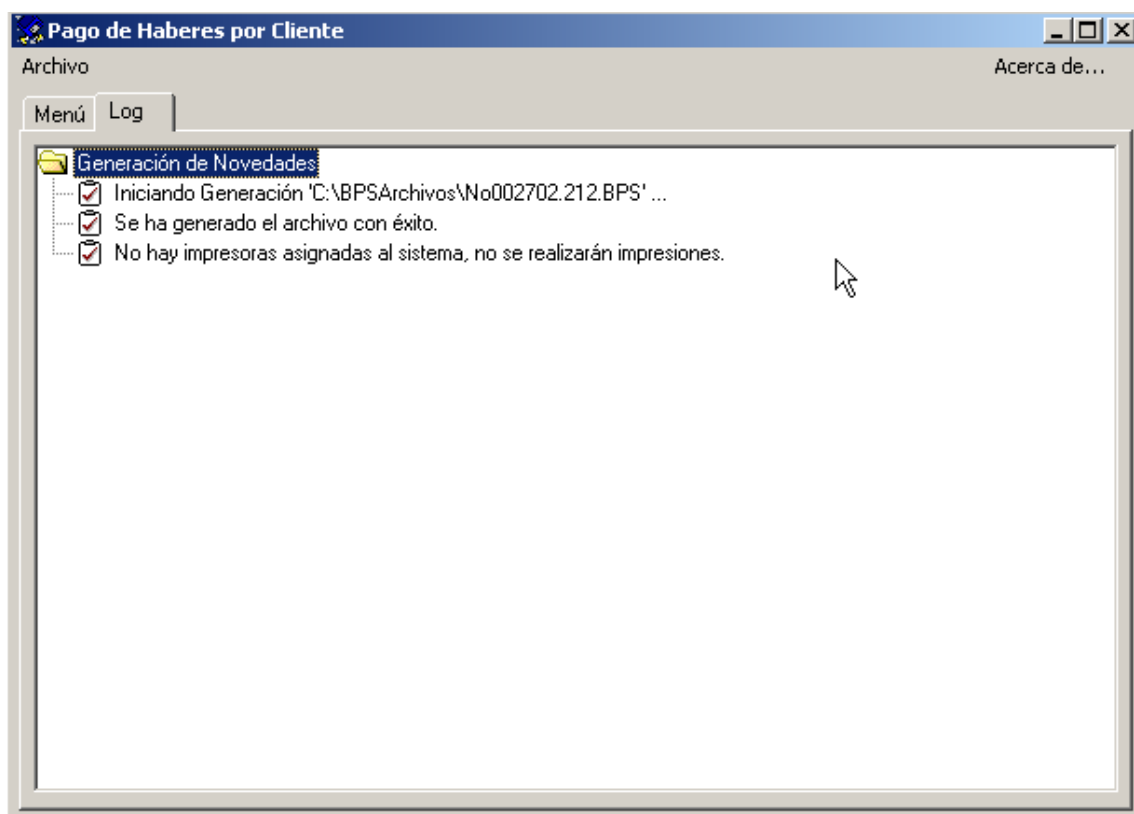 Pago de Haberes por Cliente
Archivo Acerca de...
Menú Log
Generación de Novedades
Iniciando Generación 'C:\BPSArchivos\No002702.212.BPS' ...
Se ha generado el archivo con éxito.
No hay impresoras asignadas al sistema, no se realizarán impresiones.